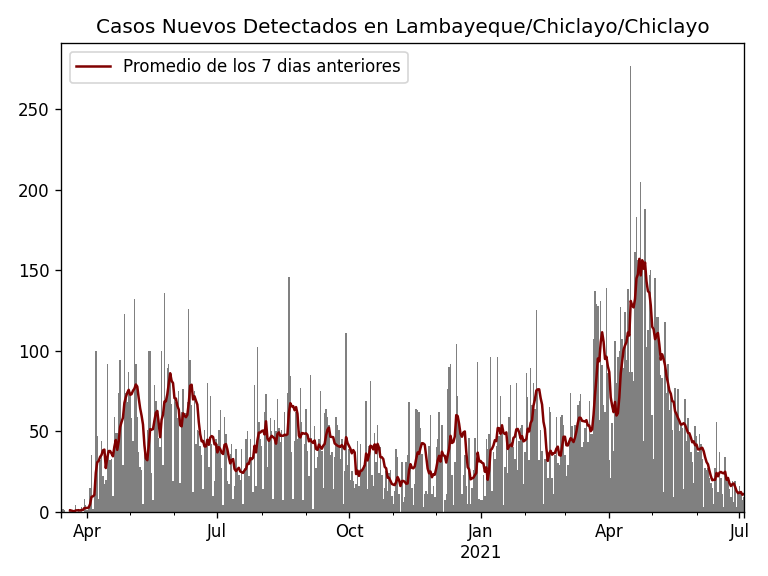 Casos Nuevos Detectados en Lambayeque/Chiclayo/Chiclayo
Promedio de los 7 dias anteriores
250
200
150
100
50
0
Apr Jul Oct Jan Apr Jul
2021